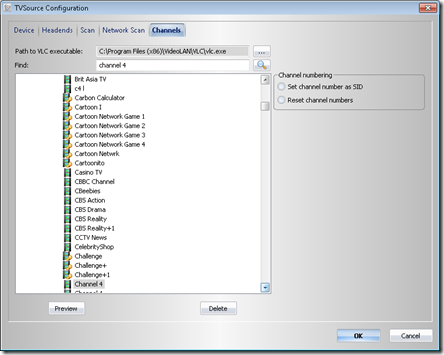 TVSource Configuration
Device Headends Scan Network Scan Channels
Path to VLC executable: C:\Program Files (x86)\VideoLAN\VLC\vlc.exe ...
Find: channel 4
Channel numbering
Set channel number as SID
Reset channel numbers
Brit Asia TV
c4 I
Carbon Calculator
Cartoon I
Cartoon Network Game 1
Cartoon Network Game 2
Cartoon Network Game 3
Cartoon Network Game 4
Cartoon Netwrk
Cartoonito
Casino TV
CBBC Channel
CBeebies
CBS Action
CBS Drama
CBS Reality
CBS Reality+1
CCTV News
CelebrityShop
Challenge
Challenge+
Challenge+1
Channel 4
Preview Delete
OK Cancel